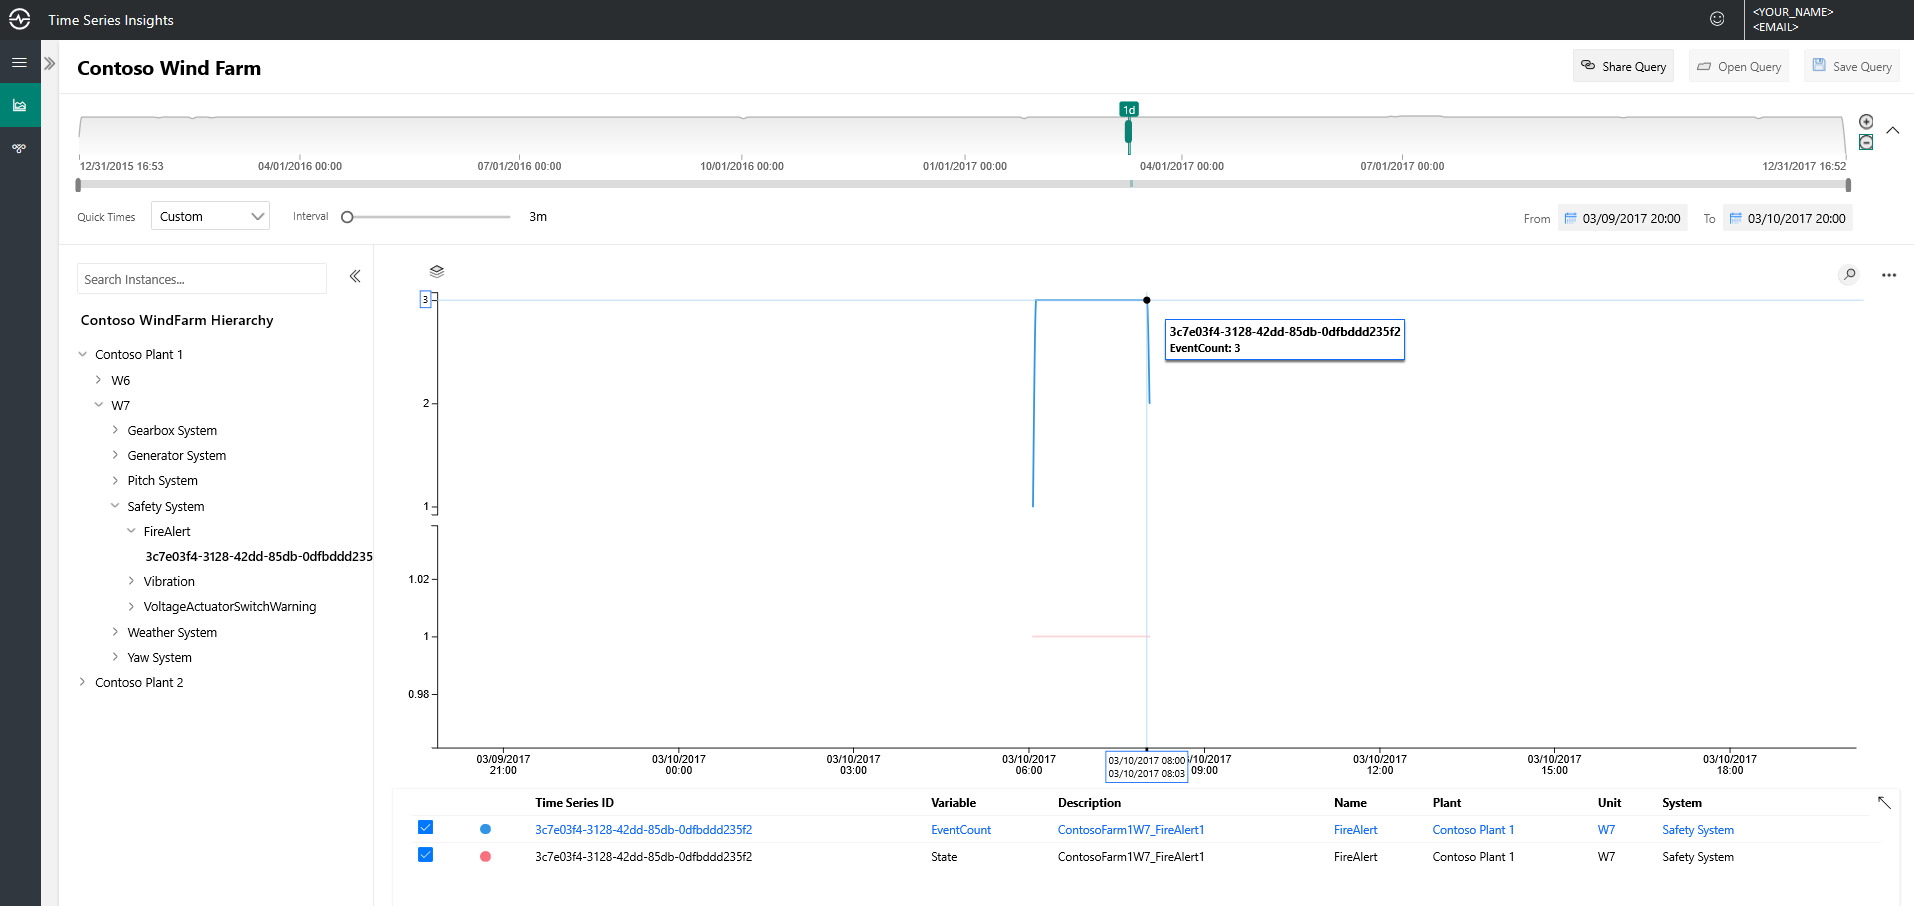 Time Series Insights
<YOUR_NAME>
<EMAIL>
Contoso Wind Farm
Share Query
Open Query
Save Query
1d
12/31/2015 16:53
04/01/2016 00:00
07/01/2016 00:00
10/01/2016 00:00
01/01/2017 00:00
04/01/2017 00:00
07/01/2017 00:00
12/31/2017 16:52
Quick Times
Custom
Interval
3m
From
03/09/2017 20:00
To
03/10/2017 20:00
Search Instances...
Contoso WindFarm Hierarchy
Contoso Plant 1
W6
W7
Gearbox System
Generator System
Pitch System
Safety System
FireAlert
3c7e03f4-3128-42dd-85db-0dfbddd235
Vibration
VoltageActuatorSwitchWarning
Weather System
Yaw System
Contoso Plant 2
3
2
1
3c7e03f4-3128-42dd-85db-0dfbddd235f2
EventCount: 3
1.02
1
0.98
03/09/2017
21:00
03/10/2017
00:00
03/10/2017
03:00
03/10/2017
06:00
03/10/2017 08:00
03/10/2017 08:03
/10/2017
09:00
03/10/2017
12:00
03/10/2017
15:00
03/10/2017
18:00
Time Series ID Variable Description Name Plant Unit System
3c7e03f4-3128-42dd-85db-0dfbddd235f2 EventCount ContosoFarm1W7_FireAlert1 FireAlert Contoso Plant 1 W7 Safety System
3c7e03f4-3128-42dd-85db-0dfbddd235f2 State ContosoFarm1W7_FireAlert1 FireAlert Contoso Plant 1 W7 Safety System